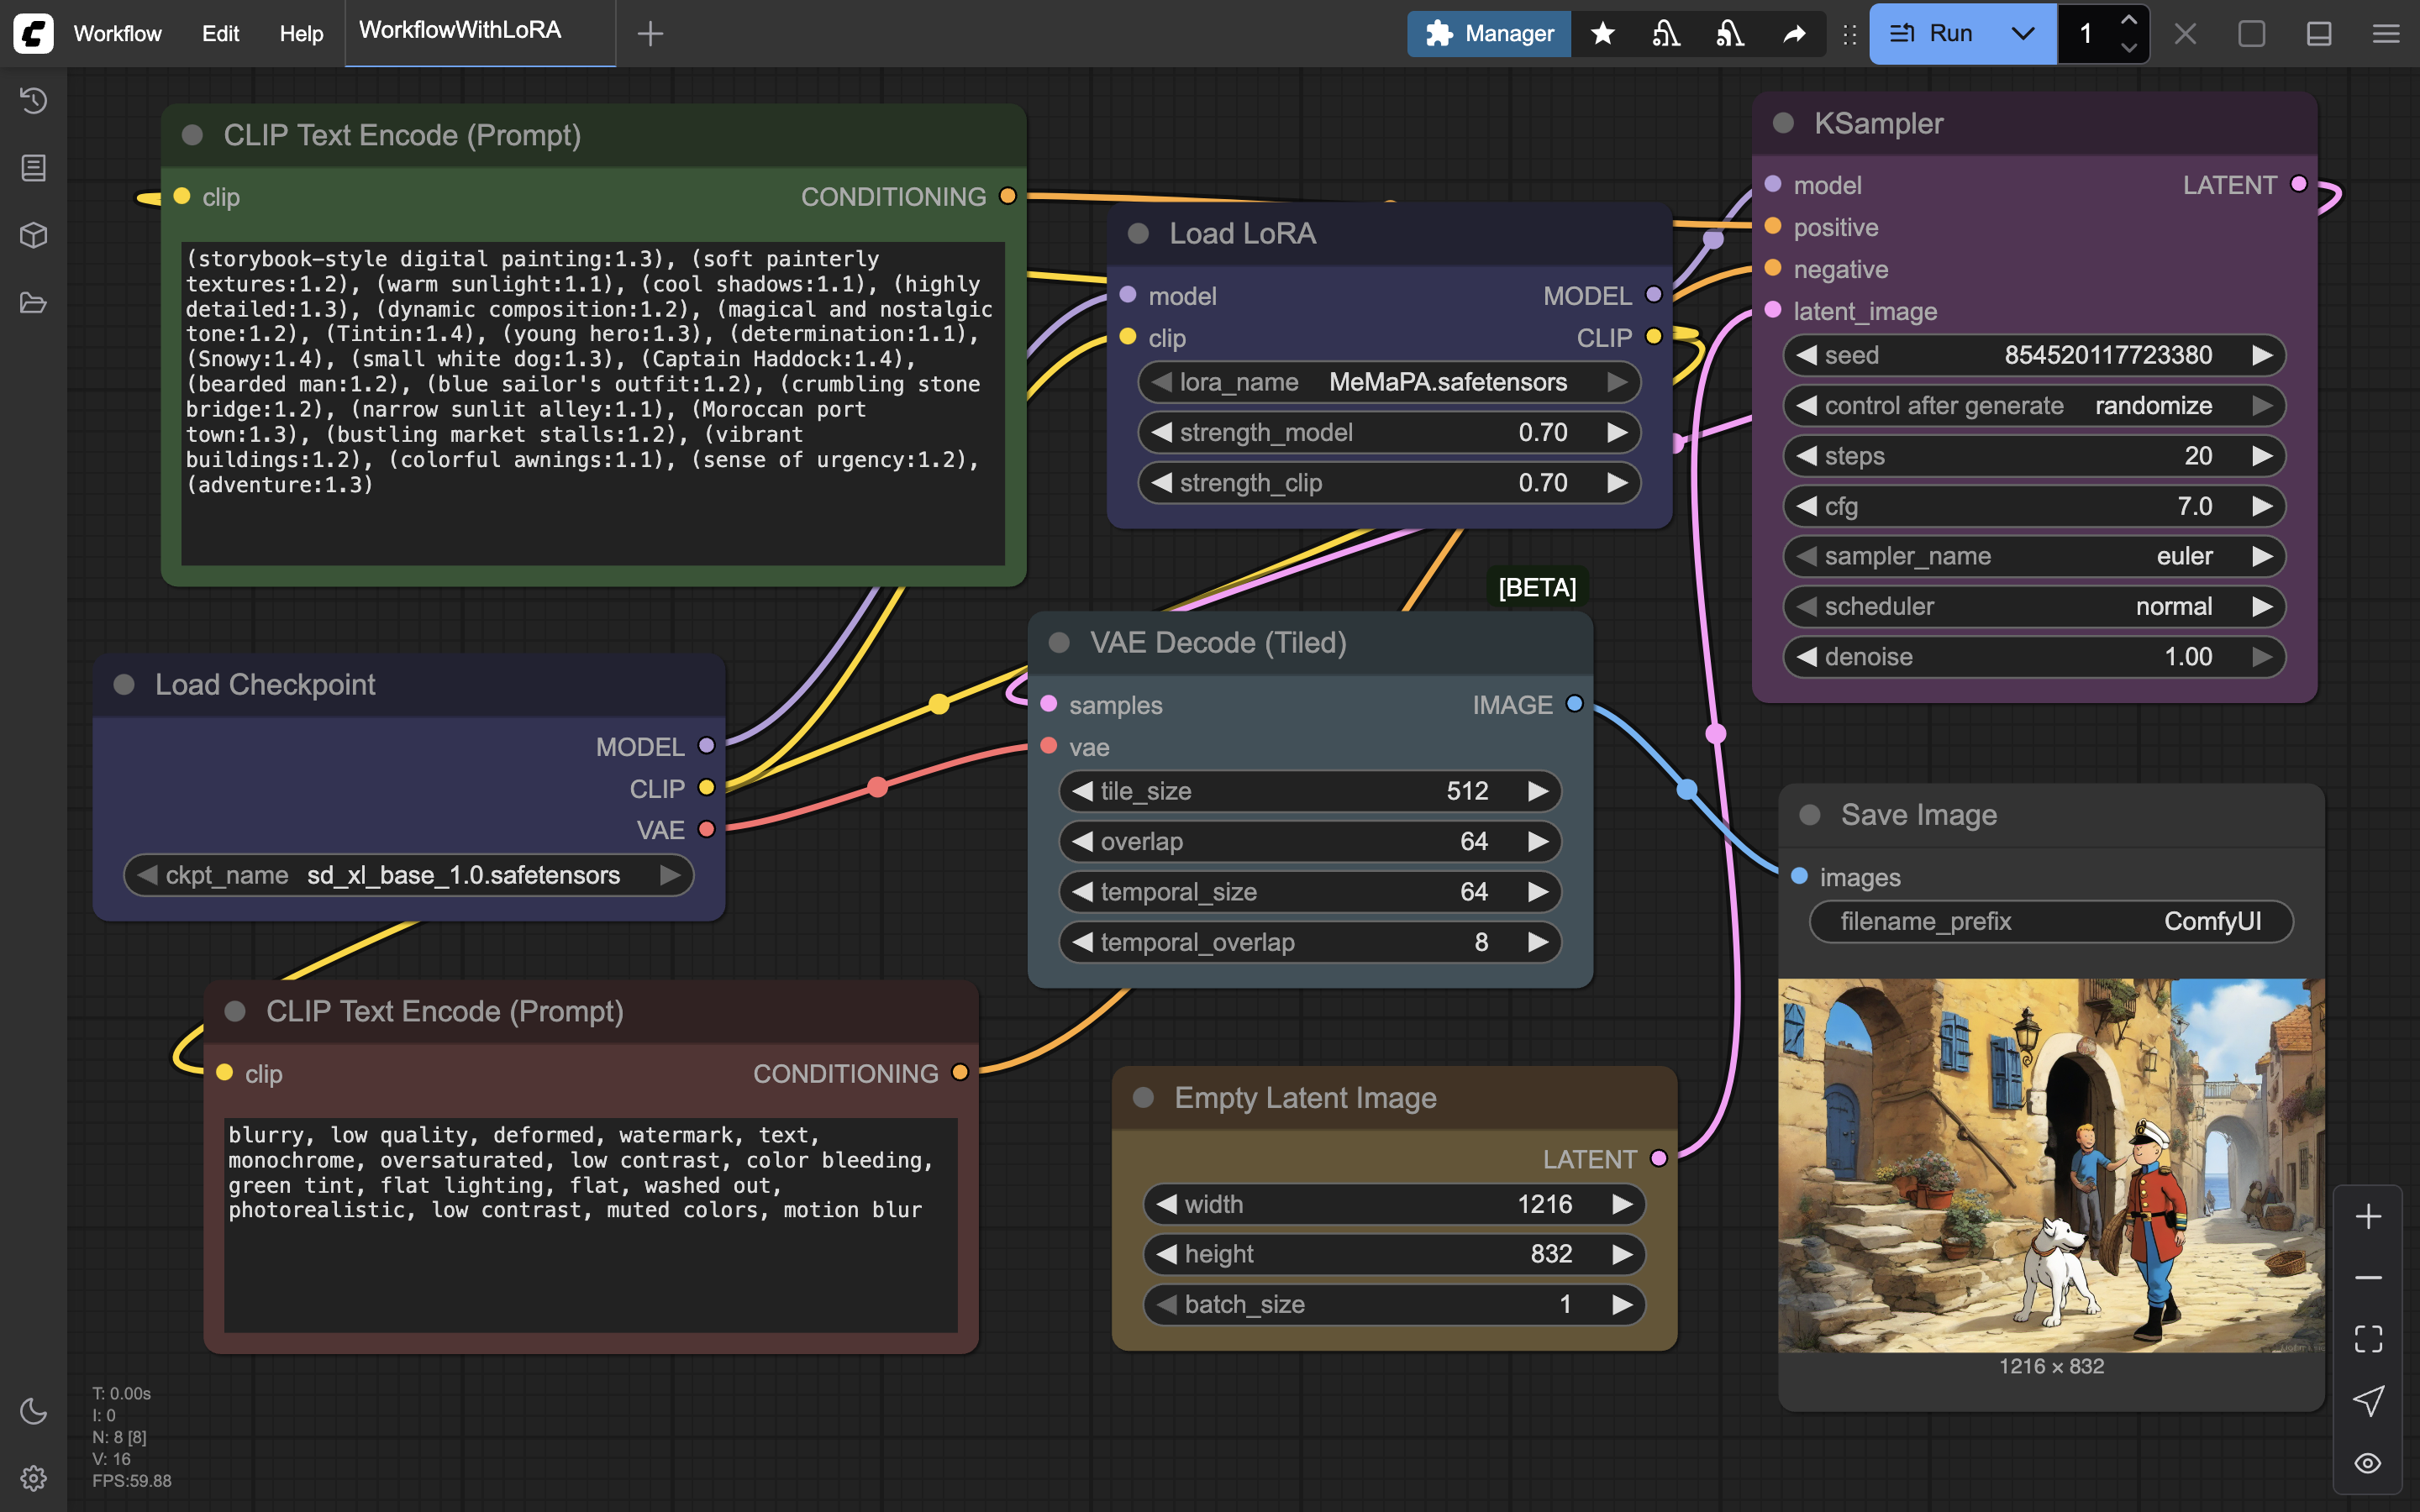 Workflow Edit Help WorkflowWithLoRA
Manager Run 1
CLIP Text Encode (Prompt)
clip CONDITIONING
(storybook-style digital painting:1.3), (soft painterly
textures:1.2), (warm sunlight:1.1), (cool shadows:1.1), (highly
detailed:1.3), (dynamic composition:1.2), (magical and nostalgic
tone:1.2), (Tintin:1.4), (young hero:1.3), (determination:1.1),
(Snowy:1.4), (small white dog:1.3), (Captain Haddock:1.4),
(bearded man:1.2), (blue sailor's outfit:1.2), (crumbling stone
bridge:1.2), (narrow sunlit alley:1.1), (Moroccan port
town:1.3), (bustling market stalls:1.2), (vibrant
buildings:1.2), (colorful awnings:1.1), (sense of urgency:1.2),
(adventure:1.3)
Load LoRA
model MODEL
clip CLIP
lora_name MeMaPA.safetensors
strength_model 0.70
strength_clip 0.70
KSampler
model LATENT
positive
negative
latent_image
seed 854520117723380
control after generate randomize
steps 20
cfg 7.0
sampler_name euler
scheduler normal
denoise 1.00
Load Checkpoint
MODEL
CLIP
VAE
ckpt_name sd_xl_base_1.0.safetensors
[BETA]
VAE Decode (Tiled)
samples IMAGE
vae
tile_size 512
overlap 64
temporal_size 64
temporal_overlap 8
Save Image
images
filename_prefix ComfyUI
1216 × 832
CLIP Text Encode (Prompt)
clip CONDITIONING
blurry, low quality, deformed, watermark, text,
monochrome, oversaturated, low contrast, color bleeding,
green tint, flat lighting, flat, washed out,
photorealistic, low contrast, muted colors, motion blur
Empty Latent Image
LATENT
width 1216
height 832
batch_size 1
T: 0.00s
I: 0
N: 8 [8]
V: 16
FPS:59.88